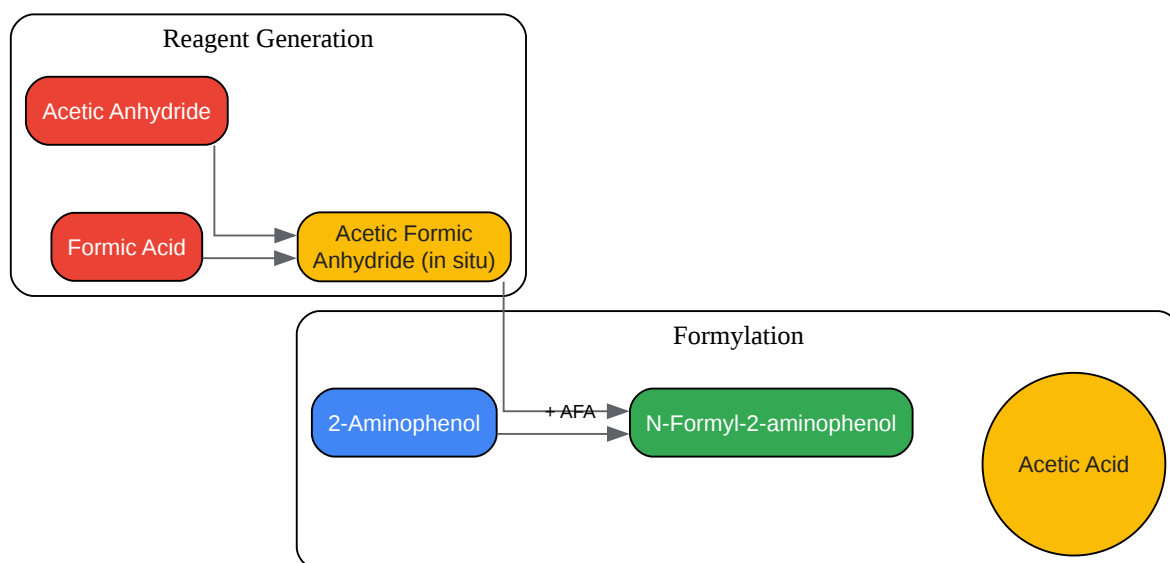 Reagent Generation
Acetic Anhydride
Formic Acid
Acetic Formic
Anhydride (in situ)
Formylation
2-Aminophenol
+ AFA
N-Formyl-2-aminophenol
Acetic Acid